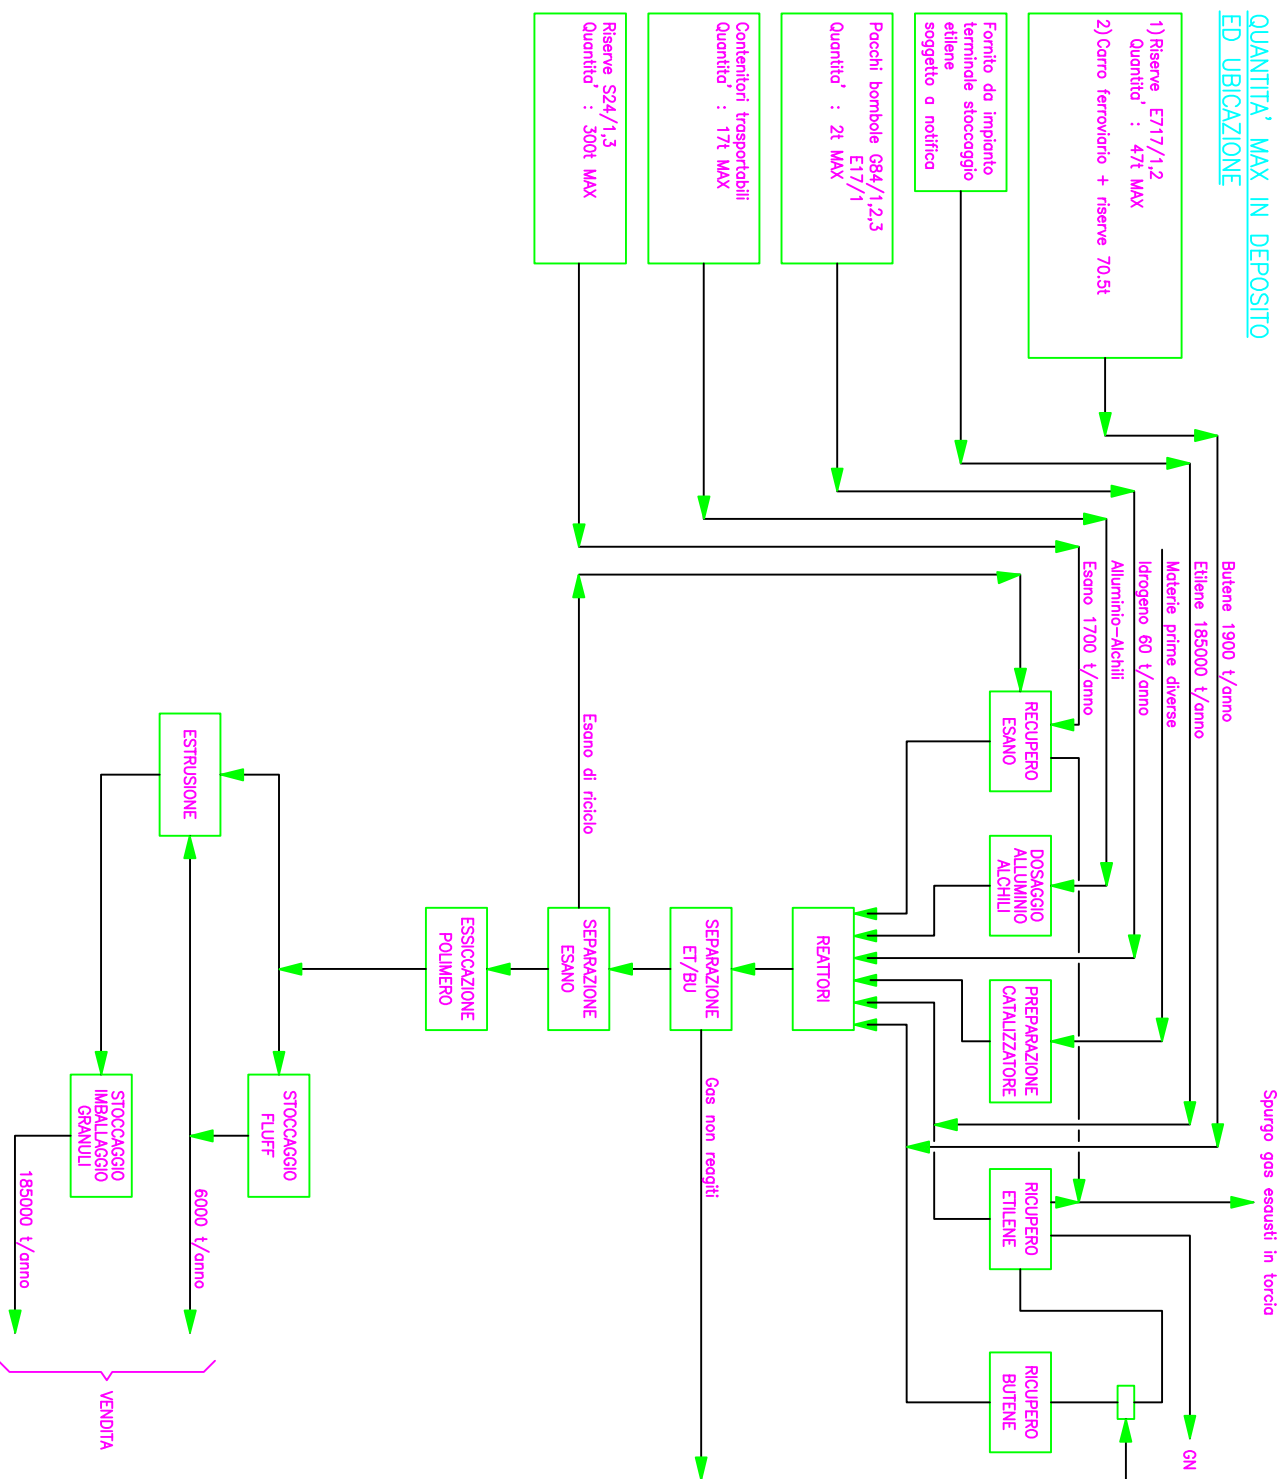 QUANTITA' MAX IN DEPOSITO
ED UBICAZIONE
1) Riserve E717/1,2
Quantita' : 47t MAX
2) Carro ferroviario + riserve 70.5t
Fornito da impianto
terminale stoccaggio
etilene
soggetto a notifica
Pacchi bombole G84/1,2,3
E17/1
Quantita' : 2t MAX
Contenitori trasportabili
Quantita' : 17t MAX
Riserve S24/1,3
Quantita' : 300t MAX
Butene 1900 t/anno
Etilene 185000 t/anno
Materie prime diverse
Idrogeno 60 t/anno
Alluminio-Alchili
Esano 1700 t/anno
RECUPERO
ESANO
DOSAGGIO
ALLUMINIO
ALCHILI
PREPARAZIONE
CATALIZZATORE
Spurgo gas esausti in torcia
RICUPERO
ETILENE
GN
RICUPERO
BUTENE
REATTORI
SEPARAZIONE
ET/BU
Gas non reagiti
SEPARAZIONE
ESANO
Esano di riciclo
ESSICCAZIONE
POLIMERO
ESTRUSIONE
STOCCAGGIO
FLUFF
6000 t/anno
STOCCAGGIO
IMBALLAGGIO
GRANULI
185000 t/anno
VENDITA